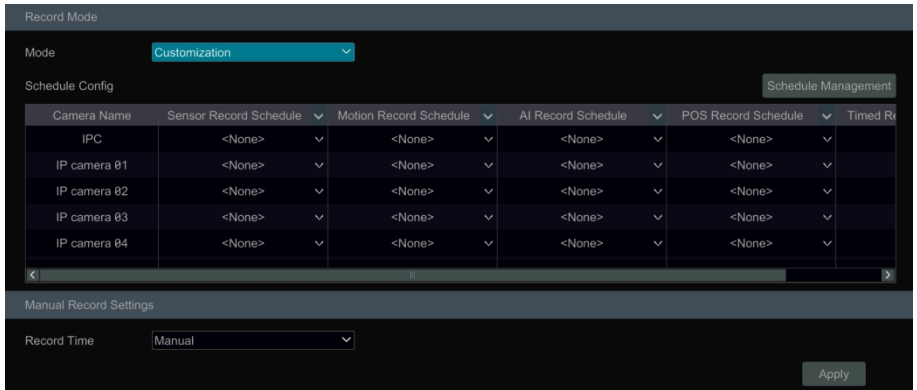 Record Mode
Mode Customization
Schedule Config Schedule Management
Camera Name Sensor Record Schedule Motion Record Schedule AI Record Schedule POS Record Schedule Timed Re
IPC <None> <None> <None> <None>
IP camera 01 <None> <None> <None> <None>
IP camera 02 <None> <None> <None> <None>
IP camera 03 <None> <None> <None> <None>
IP camera 04 <None> <None> <None> <None>
Manual Record Settings
Record Time Manual
Apply